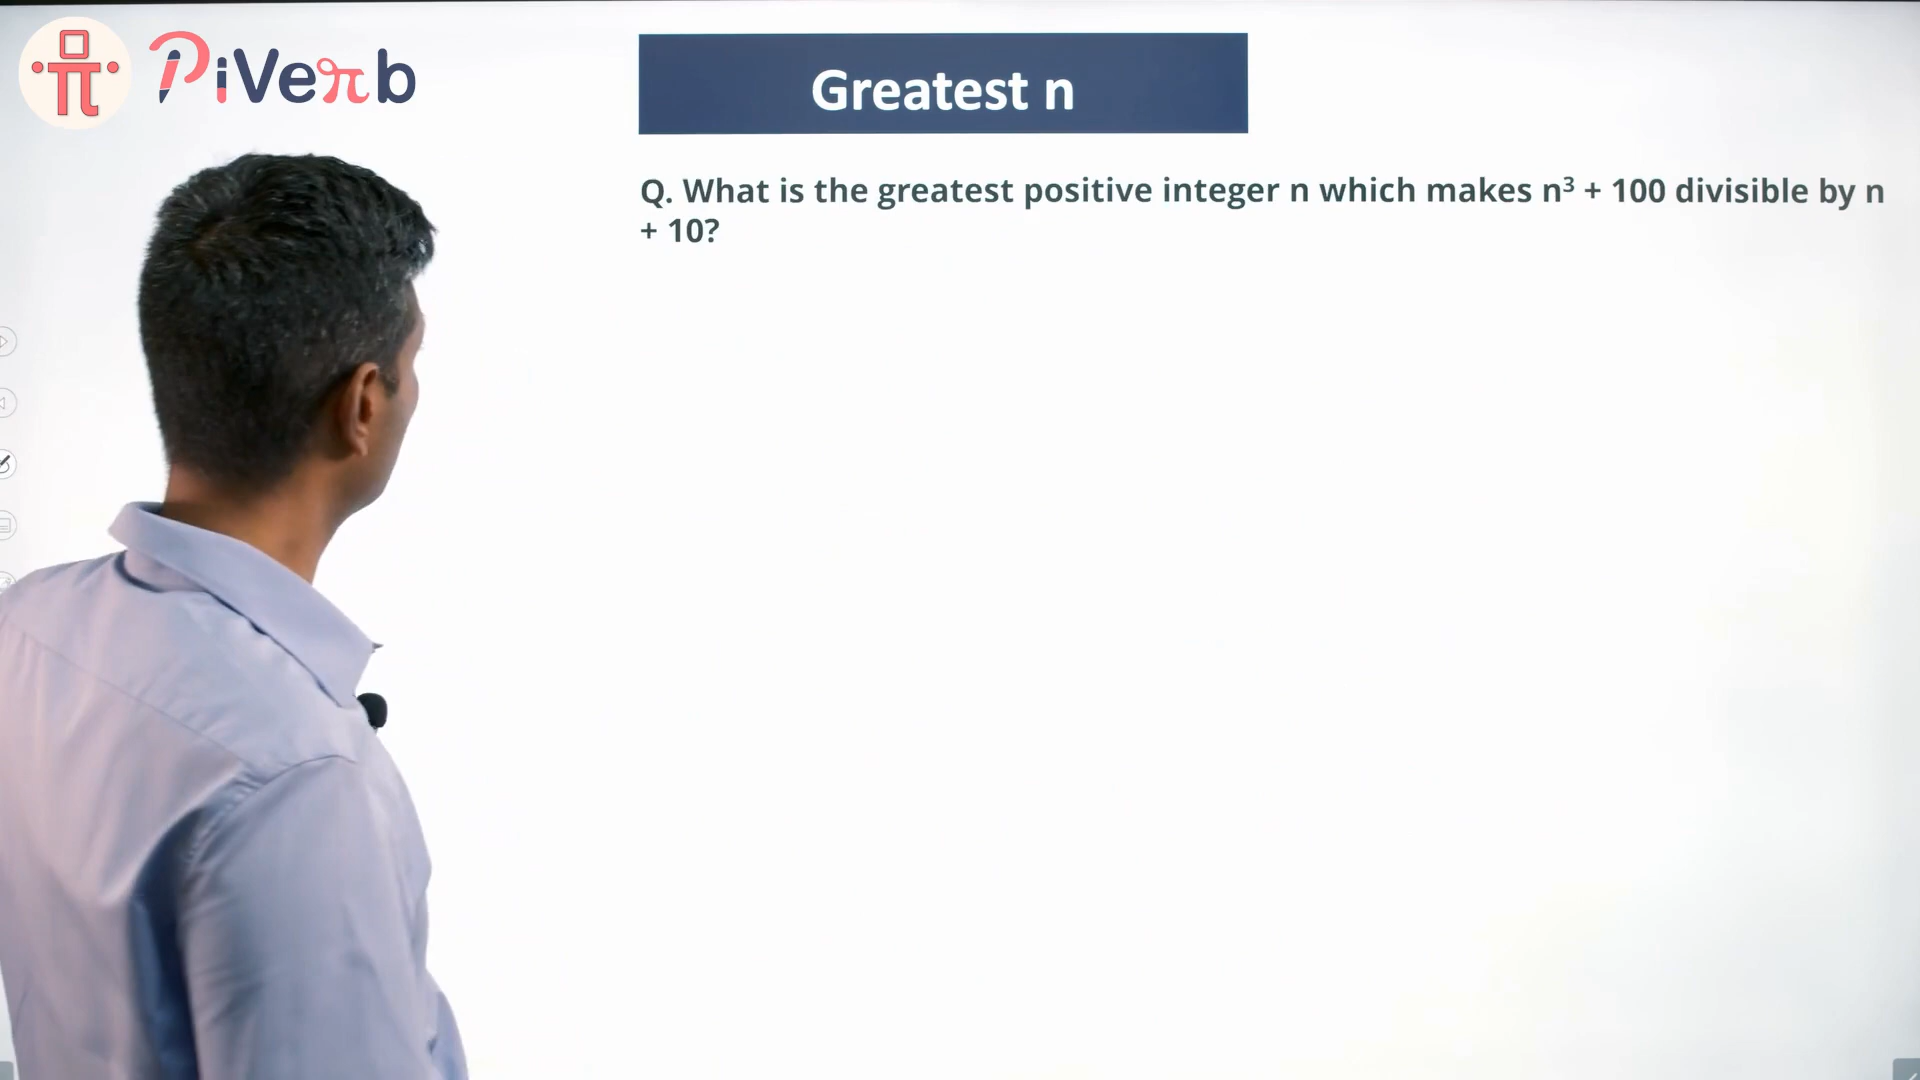 PiVerb
Greatest n
Q. What is the greatest positive integer n which makes n³ + 100 divisible by n
+ 10?